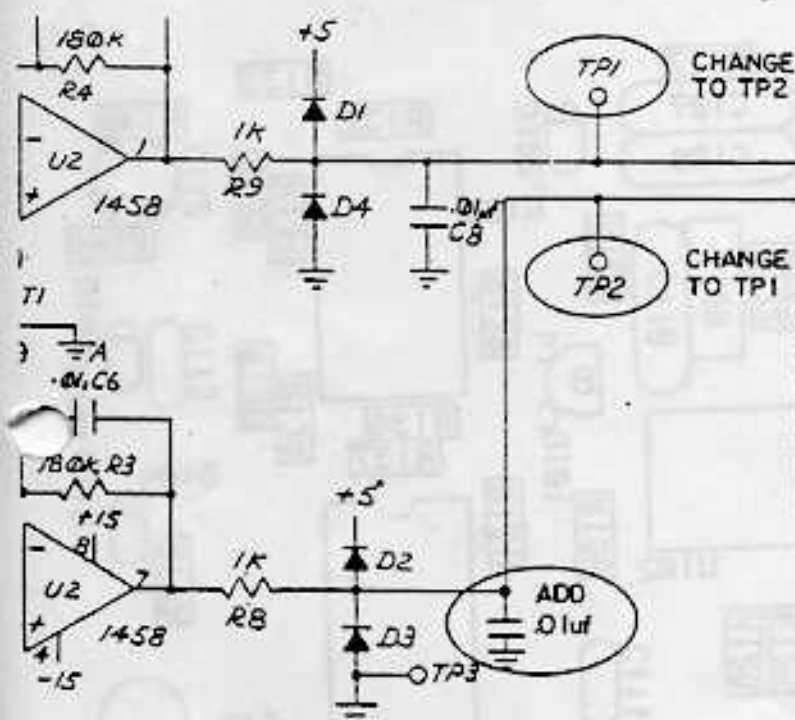 180K
R4
+5
TP1
CHANGE
TO TP2
D1
-
U2
+
1
1458
1K
R9
D4
.01uf
C8
TP2
CHANGE
TO TP1
T1
A
.01, C6
180K R3
+15
8
-
U2
+
7
1458
4
-15
1K
R8
+5
D2
D3
TP3
ADD
.01uf